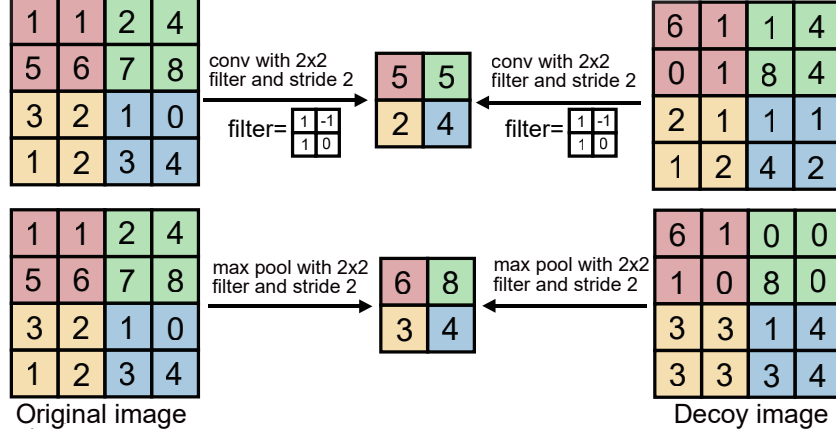 1 1 2 4
5 6 7 8
3 2 1 0
1 2 3 4
conv with 2x2
filter and stride 2
filter=
1 -1
1 0
5 5
2 4
conv with 2x2
filter and stride 2
filter=
1 -1
1 0
6 1 1 4
0 1 8 4
2 1 1 1
1 2 4 2
1 1 2 4
5 6 7 8
3 2 1 0
1 2 3 4
max pool with 2x2
filter and stride 2
6 8
3 4
max pool with 2x2
filter and stride 2
6 1 0 0
1 0 8 0
3 3 1 4
3 3 3 4
Original image
Decoy image